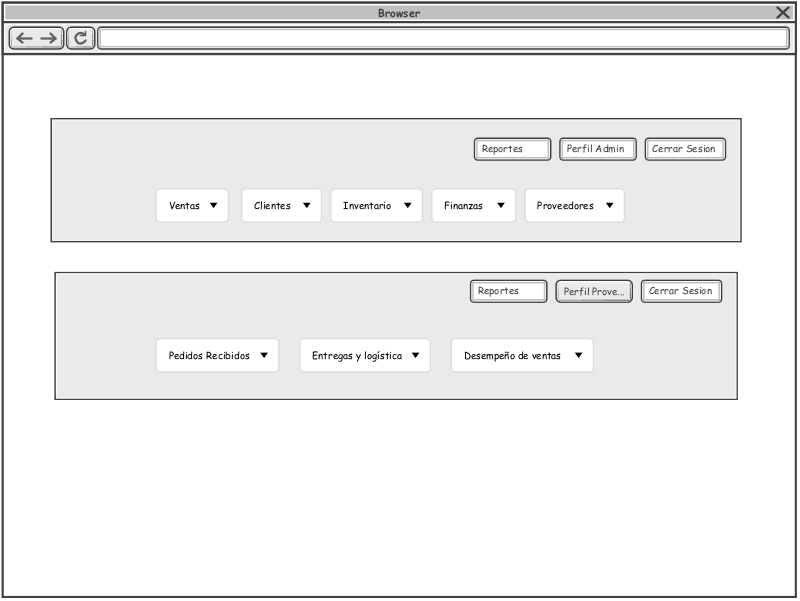 Browser
Reportes Perfil Admin Cerrar Sesion
Ventas Clientes Inventario Finanzas Proveedores
Reportes Perfil Prove... Cerrar Sesion
Pedidos Recibidos Entregas y logística Desempeño de ventas